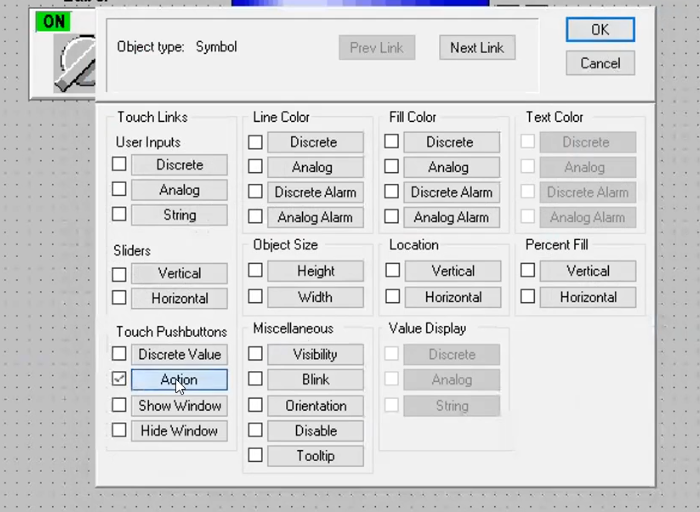 ON
Object type: Symbol
Prev Link
Next Link
OK
Cancel
Touch Links
User Inputs
Discrete
Analog
String
Sliders
Vertical
Horizontal
Touch Pushbuttons
Discrete Value
Action
Show Window
Hide Window
Line Color
Discrete
Analog
Discrete Alarm
Analog Alarm
Object Size
Height
Width
Miscellaneous
Visibility
Blink
Orientation
Disable
Tooltip
Fill Color
Discrete
Analog
Discrete Alarm
Analog Alarm
Location
Vertical
Horizontal
Value Display
Discrete
Analog
String
Text Color
Discrete
Analog
Discrete Alarm
Analog Alarm
Percent Fill
Vertical
Horizontal